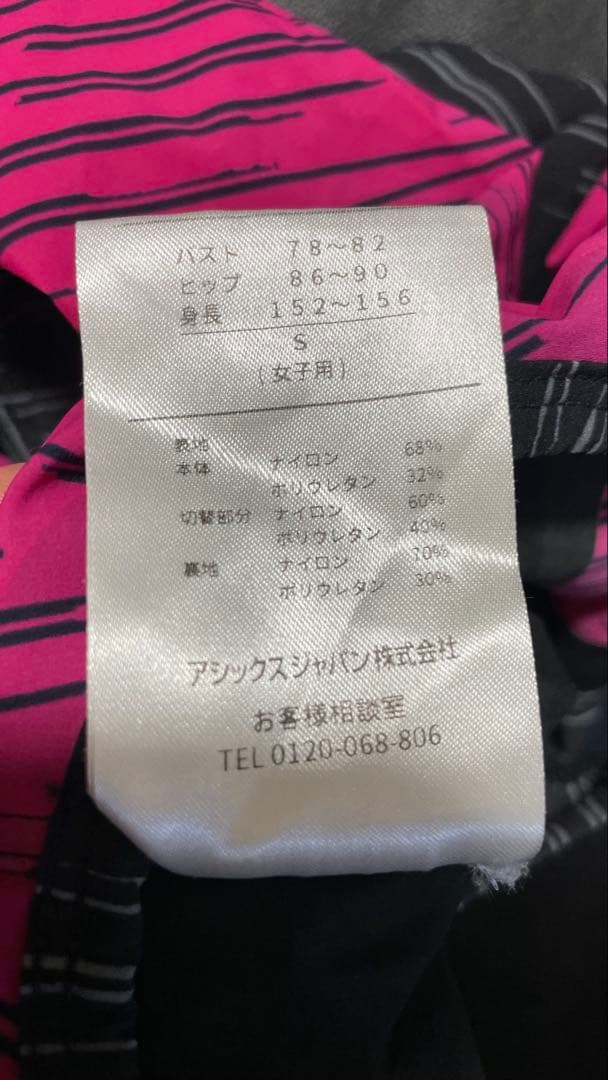 バスト 78～82
ヒップ 86～90
身長 152～156
S
(女子用)
表地
本体 ナイロン 68%
ポリウレタン 32%
切替部分 ナイロン 60%
ポリウレタン 40%
裏地 ナイロン 70%
ポリウレタン 30%
アシックスジャパン株式会社
お客様相談室
TEL 0120-068-806